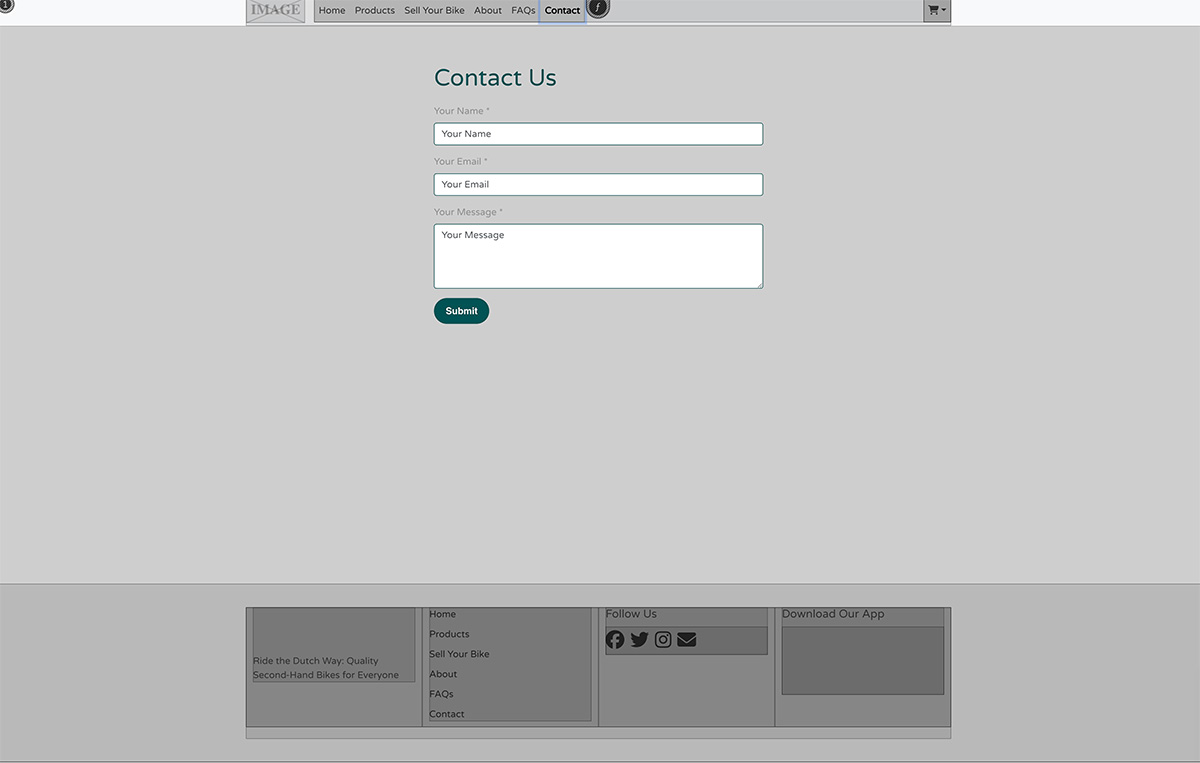 1
IMAGE
Home Products Sell Your Bike About FAQs Contact
f
Contact Us
Your Name *
Your Name
Your Email *
Your Email
Your Message *
Your Message
Submit
Ride the Dutch Way: Quality
Second-Hand Bikes for Everyone
Home
Products
Sell Your Bike
About
FAQs
Contact
Follow Us
Download Our App